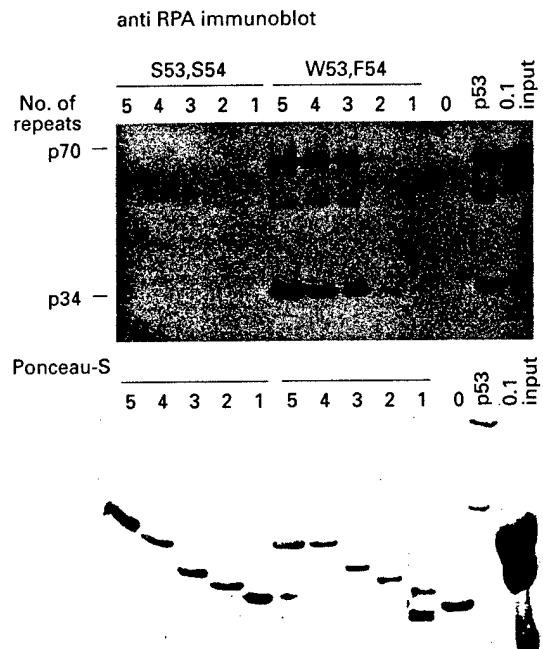 anti RPA immunoblot
S53,S54 W53,F54
No. of repeats 5 4 3 2 1 5 4 3 2 1 0 p53 0.1 input
p70
p34
Ponceau-S
5 4 3 2 1 5 4 3 2 1 0 p53 0.1 input